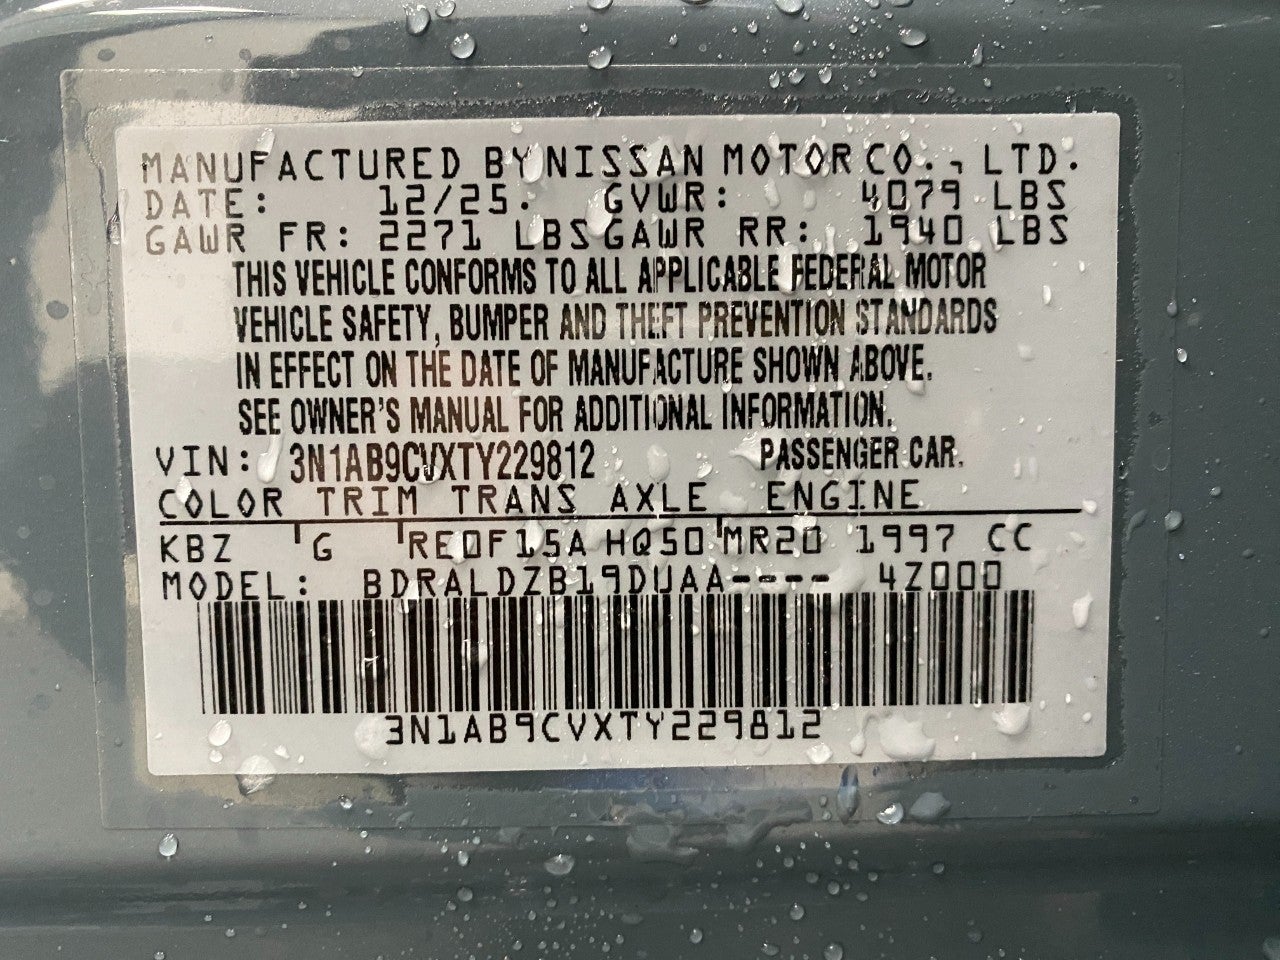 MANUFACTURED BY NISSAN MOTOR CO., LTD.
DATE: 12/25. GVWR: 4079 LBS
GAWR FR: 2271 LBS GAWR RR: 1940 LBS
THIS VEHICLE CONFORMS TO ALL APPLICABLE FEDERAL MOTOR
VEHICLE SAFETY, BUMPER AND THEFT PREVENTION STANDARDS
IN EFFECT ON THE DATE OF MANUFACTURE SHOWN ABOVE.
SEE OWNER'S MANUAL FOR ADDITIONAL INFORMATION.
VIN: 3N1AB9CVXTY229812 PASSENGER CAR.
COLOR TRIM TRANS AXLE ENGINE
KBZ G RE0F15A HQ50 MR20 1997 CC
MODEL: BDRALDZB19DUAA---- 4Z000
3N1AB9CVXTY229812